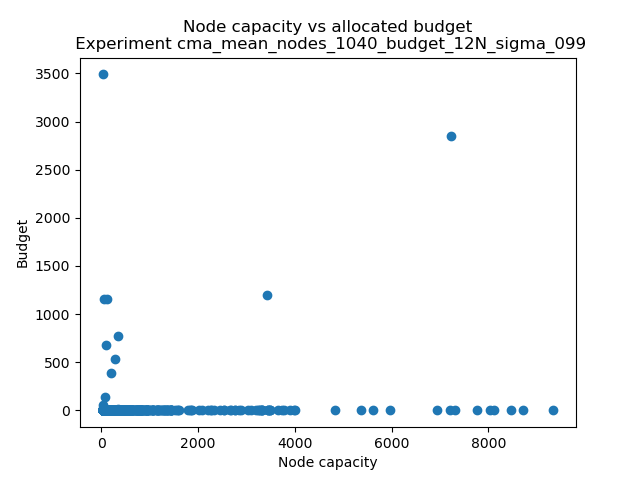 Node capacity vs allocated budget
Experiment cma_mean_nodes_1040_budget_12N_sigma_099
3500
3000
2500
2000
1500
1000
500
0
Budget
0 2000 4000 6000 8000
Node capacity